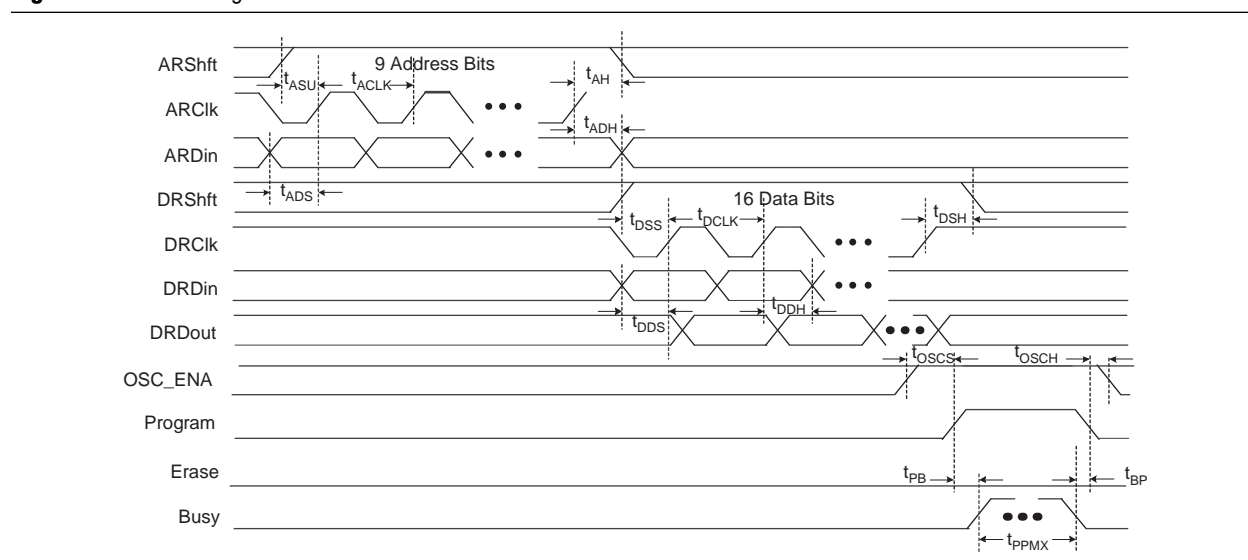 ARShft
9 Address Bits
tASU
tACLK
tAH
ARClk
tADH
ARDin
tADS
DRShft
16 Data Bits
tDSS
tDCLK
tDSH
DRClk
DRDin
tDDS
tDDH
DRDout
tOSCS
tOSCH
OSC_ENA
Program
Erase
tPB
tBP
Busy
tPPMX